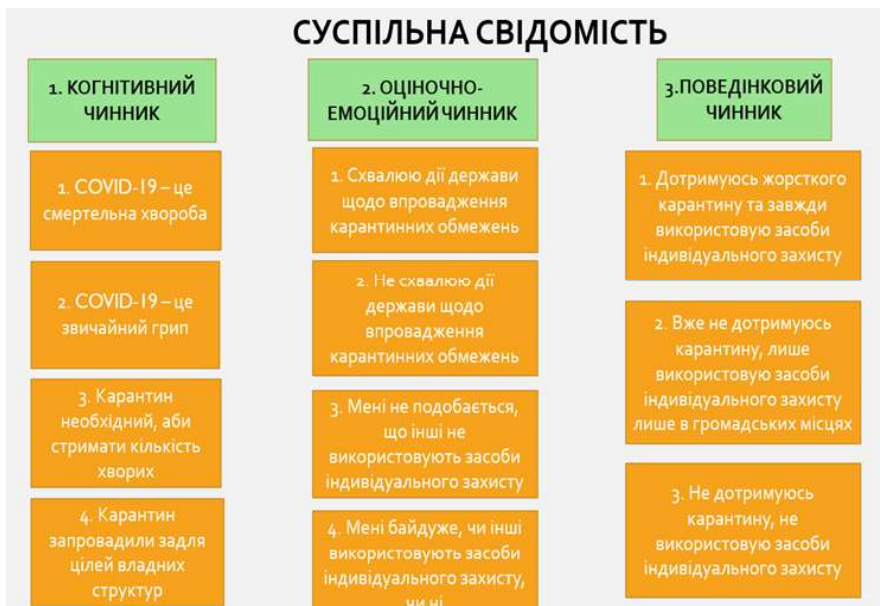 СУСПІЛЬНА СВІДОМІСТЬ
1. КОГНІТИВНИЙ
ЧИННИК
1. COVID-19 – це
смертельна хвороба
2. COVID-19 – це
звичайний грип
3. Карантин
необхідний, аби
стримати кількість
хворих
4. Карантин
запровадили задля
цілей владних
структур
2. ОЦІНОЧНО-
ЕМОЦІЙНИЙ ЧИННИК
1. Схвалюю дії держави
щодо впровадження
карантинних обмежень
2. Не схвалюю дії
держави щодо
впровадження
карантинних обмежень
3. Мені не подобається,
що інші не
використовують засоби
індивідуального захисту
4. Мені байдуже, чи інші
використовують засоби
індивідуального захисту,
чи ні
3.ПОВЕДІНКОВИЙ
ЧИННИК
1. Дотримуюсь жорсткого
карантину та завжди
використовую засоби
індивідуального захисту
2. Вже не дотримуюсь
карантину, лише
використовую засоби
індивідуального захисту
лише в громадських місцях
3. Не дотримуюсь
карантину, не
використовую засоби
індивідуального захисту